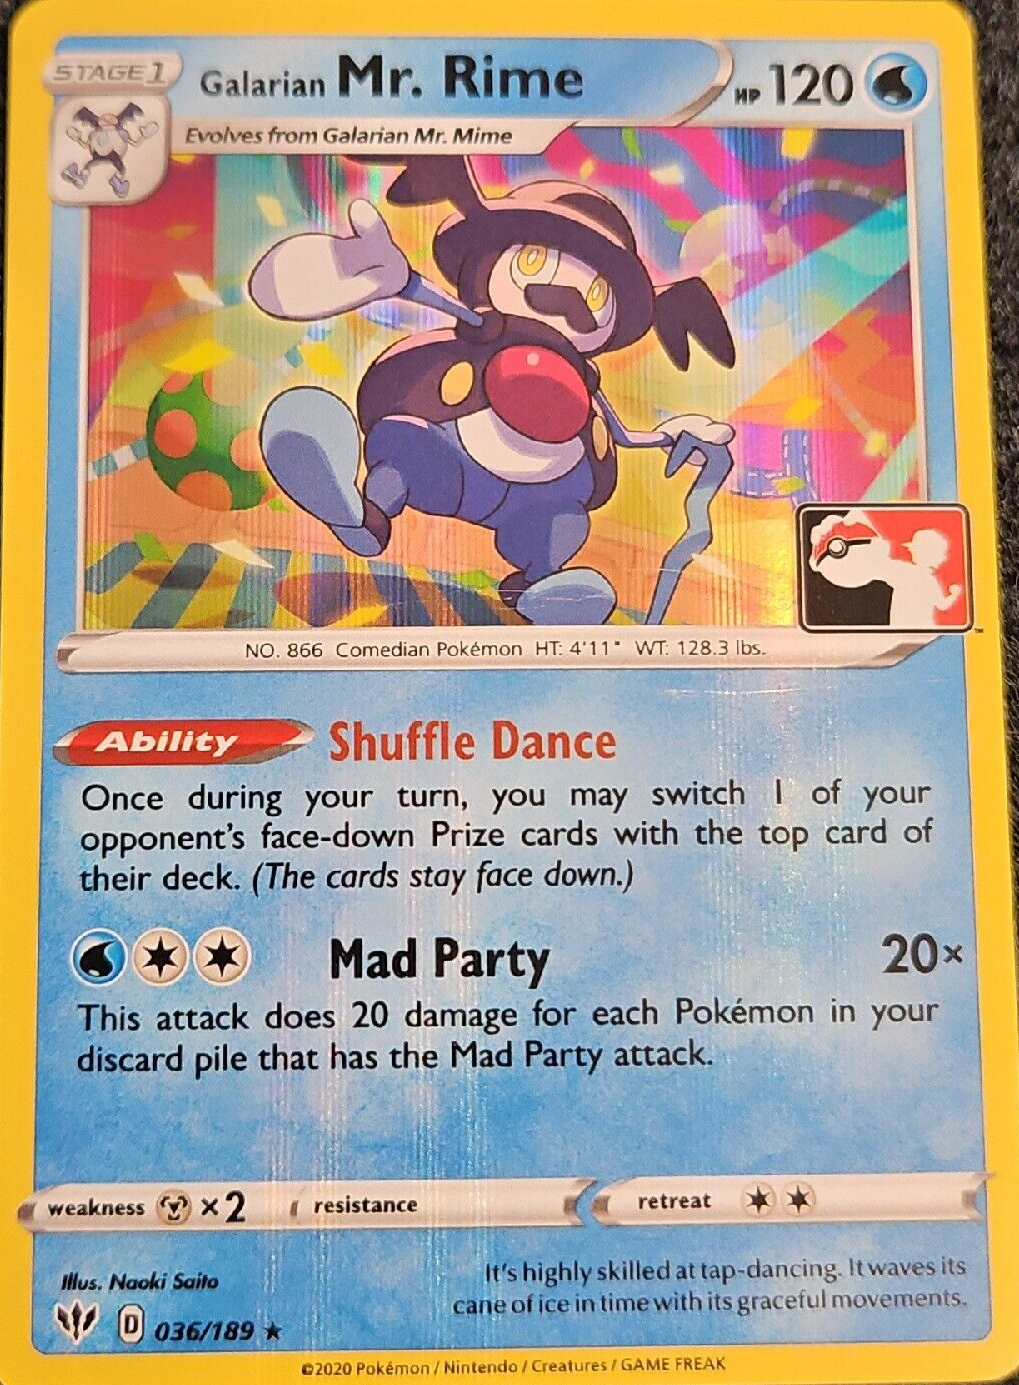 STAGE 1
Galarian Mr. Rime
HP 120
Evolves from Galarian Mr. Mime
NO. 866 Comedian Pokémon HT: 4'11" WT: 128.3 lbs.
Ability Shuffle Dance
Once during your turn, you may switch 1 of your
opponent's face-down Prize cards with the top card of
their deck. (The cards stay face down.)
Mad Party 20×
This attack does 20 damage for each Pokémon in your
discard pile that has the Mad Party attack.
weakness ×2 resistance retreat
Illus. Naoki Saito
It's highly skilled at tap-dancing. It waves its
cane of ice in time with its graceful movements.
D 036/189 ★
©2020 Pokémon / Nintendo / Creatures / GAME FREAK